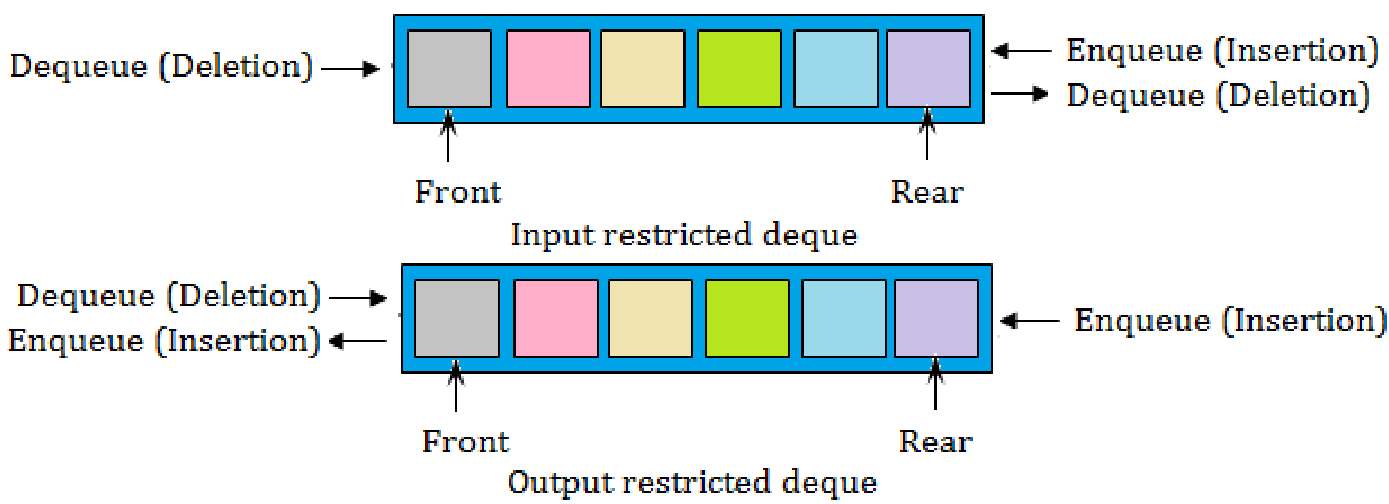 Dequeue (Deletion)
Enqueue (Insertion)
Dequeue (Deletion)
Front
Rear
Input restricted deque
Dequeue (Deletion)
Enqueue (Insertion)
Enqueue (Insertion)
Front
Rear
Output restricted deque